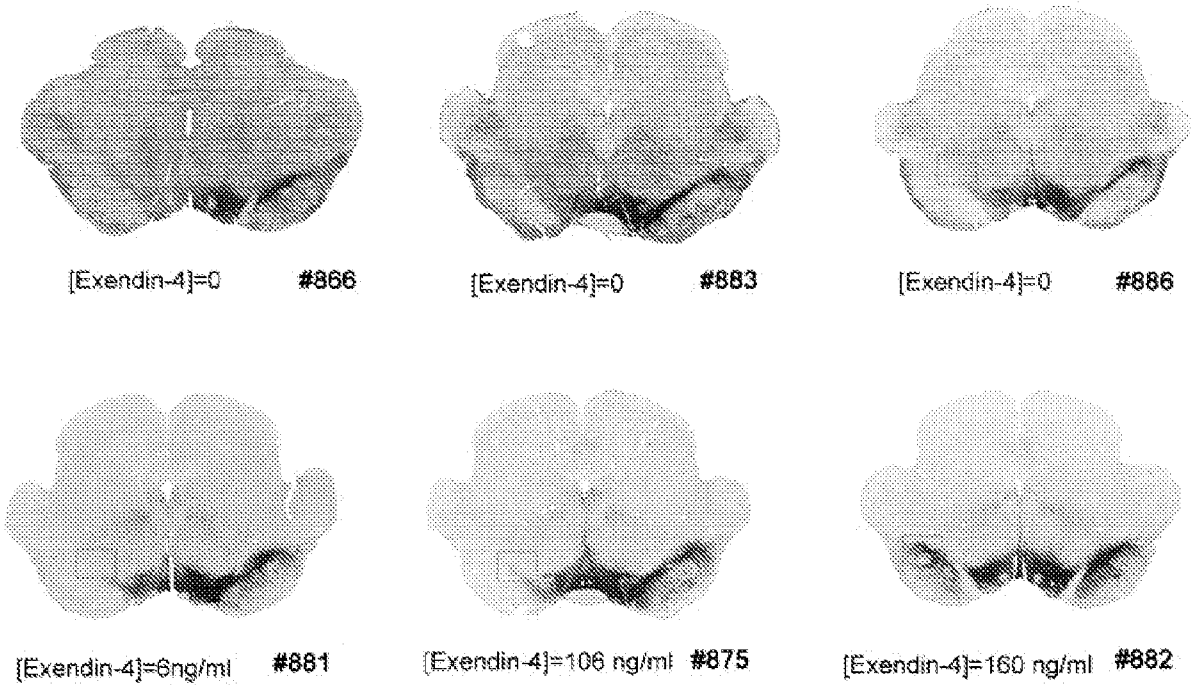 [Exendin-4]=0 #866
[Exendin-4]=0 #883
[Exendin-4]=0 #886
[Exendin-4]=6ng/ml #881
[Exendin-4]=106 ng/ml #875
[Exendin-4]=160 ng/ml #882